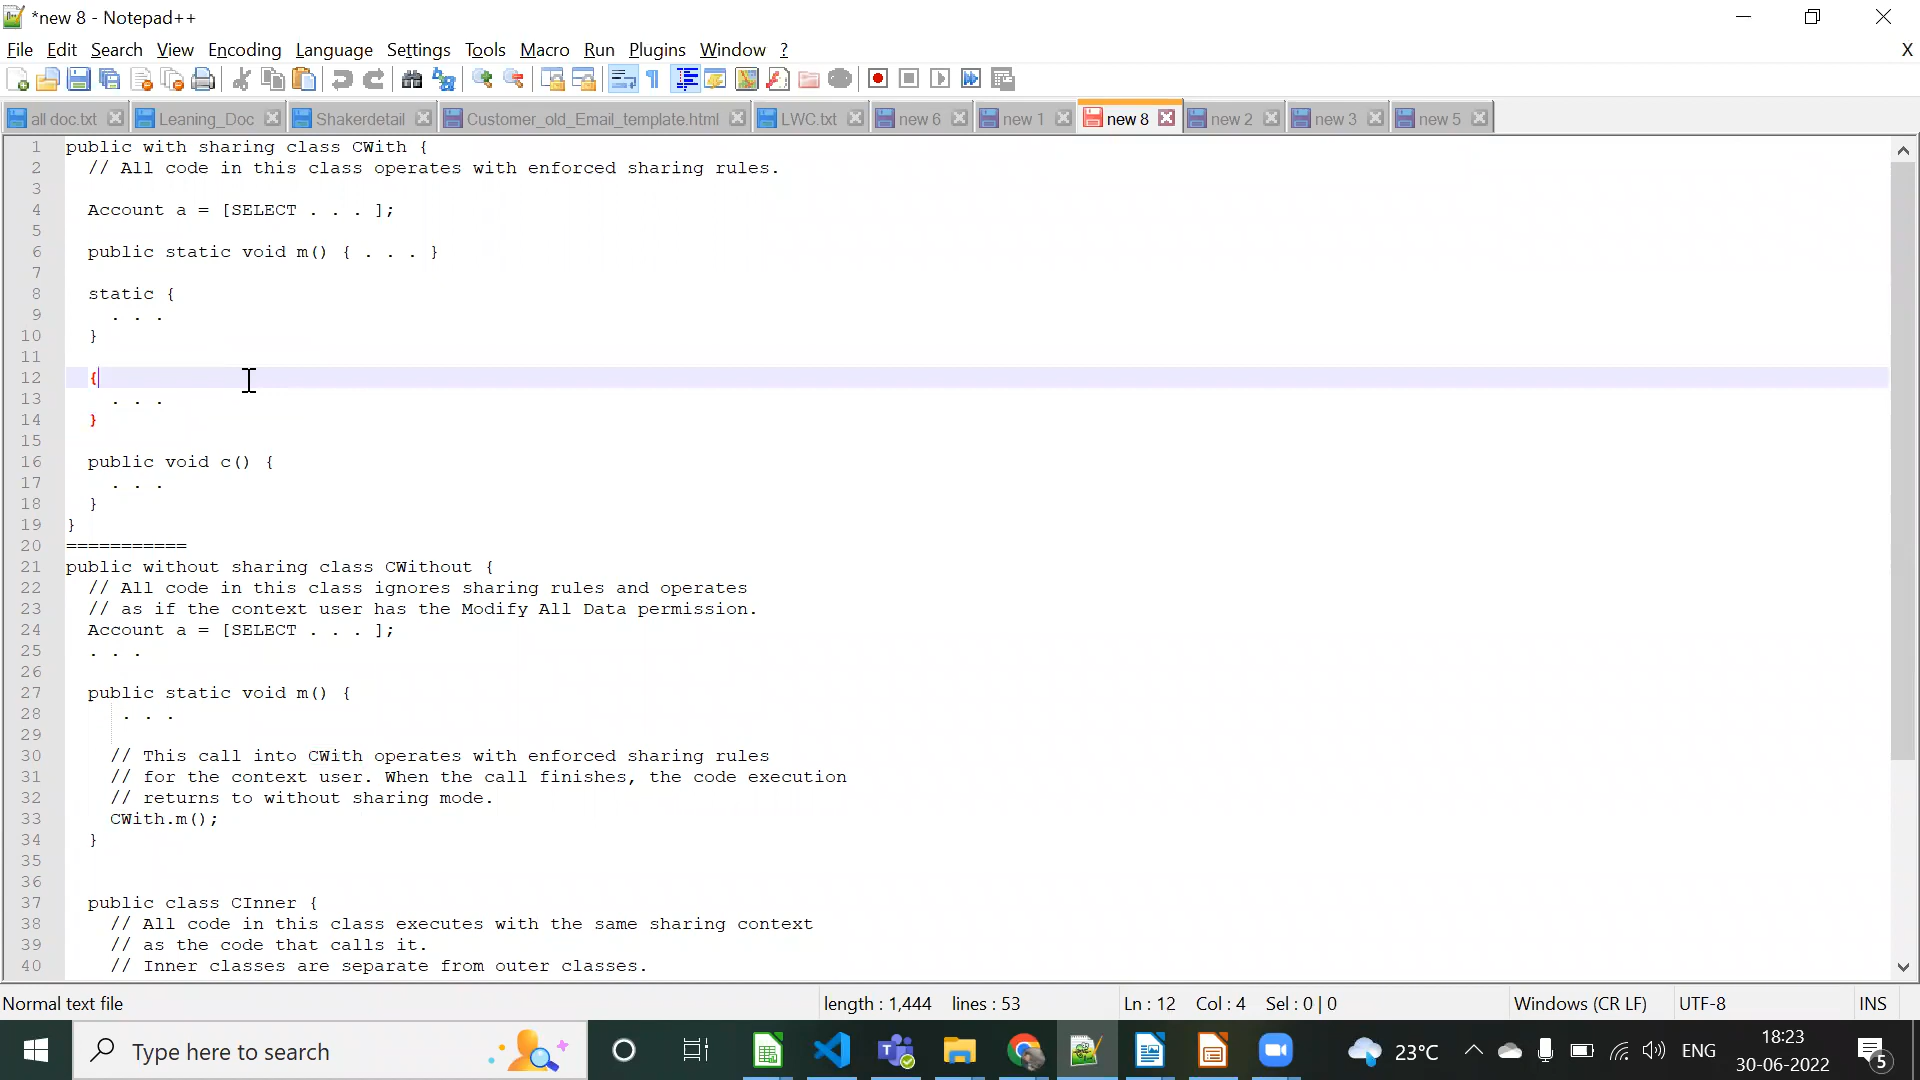 *new 8 - Notepad++
File Edit Search View Encoding Language Settings Tools Macro Run Plugins Window ? X
all doc.txt Leaning_Doc Shakerdetail Customer_old_Email_template.html LWC.txt new 6 new 1 new 8 new 2 new 3 new 5
1 public with sharing class CWith {
2 // All code in this class operates with enforced sharing rules.
3
4 Account a = [SELECT . . . ];
5
6 public static void m() { . . . }
7
8 static {
9 . . .
10 }
11
12 {
13 . . .
14 }
15
16 public void c() {
17 . . .
18 }
19 }
20 ===========
21 public without sharing class CWithout {
22 // All code in this class ignores sharing rules and operates
23 // as if the context user has the Modify All Data permission.
24 Account a = [SELECT . . . ];
25 . . .
26
27 public static void m() {
28 . . .
29
30 // This call into CWith operates with enforced sharing rules
31 // for the context user. When the call finishes, the code execution
32 // returns to without sharing mode.
33 CWith.m();
34 }
35
36
37 public class CInner {
38 // All code in this class executes with the same sharing context
39 // as the code that calls it.
40 // Inner classes are separate from outer classes.
Normal text file length : 1,444 lines : 53 Ln : 12 Col : 4 Sel : 0 | 0 Windows (CR LF) UTF-8 INS
Type here to search 23°C ENG 18:23
30-06-2022 5